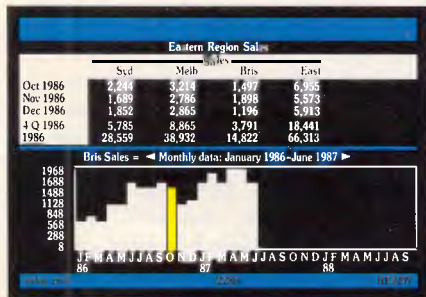 Eastern Region Sales
Sales
Syd Melb Bris East
Oct 1986 2,244 3,214 1,497 6,955
Nov 1986 1,689 2,786 1,898 5,573
Dec 1986 1,852 2,865 1,196 5,913
4 Q 1986 5,785 8,865 3,791 18,441
1986 28,559 38,932 14,822 66,313
Bris Sales = ◄ Monthly data: January 1986-June 1987 ►
1968
1688
1488
1128
848
568
288
8
J F M A M J J A S O N D J F M A M J J A S O N D J F M A M J J A S
86 87 88